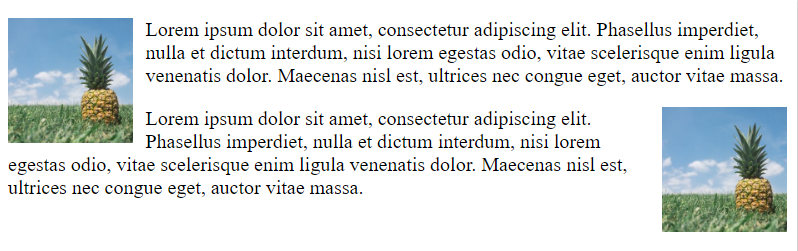 Lorem ipsum dolor sit amet, consectetur adipiscing elit. Phasellus imperdiet,
nulla et dictum interdum, nisi lorem egestas odio, vitae scelerisque enim ligula
venenatis dolor. Maecenas nisl est, ultrices nec congue eget, auctor vitae massa.
Lorem ipsum dolor sit amet, consectetur adipiscing elit.
Phasellus imperdiet, nulla et dictum interdum, nisi lorem
egestas odio, vitae scelerisque enim ligula venenatis dolor. Maecenas nisl est,
ultrices nec congue eget, auctor vitae massa.